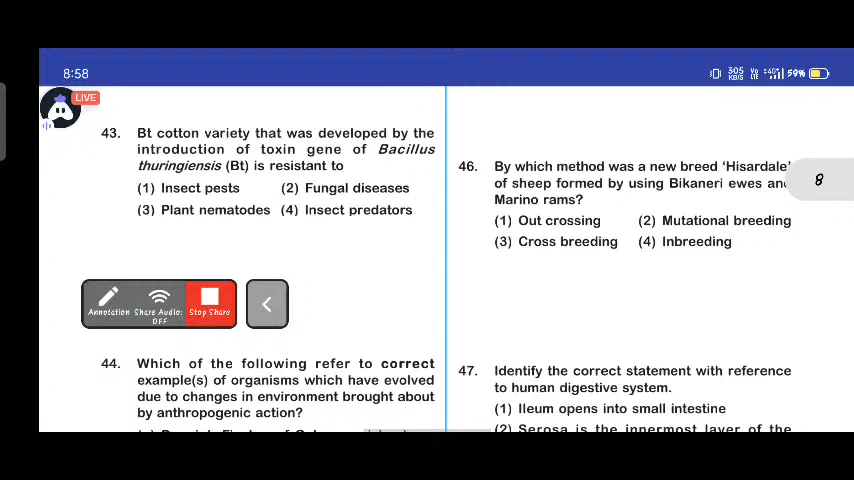 8:58
305
KB/S
59%
LIVE
43. Bt cotton variety that was developed by the
introduction of toxin gene of Bacillus
thuringiensis (Bt) is resistant to
(1) Insect pests (2) Fungal diseases
(3) Plant nematodes (4) Insect predators
Annotation Share Audio: OFF Stop Share
44. Which of the following refer to correct
example(s) of organisms which have evolved
due to changes in environment brought about
by anthropogenic action?
46. By which method was a new breed 'Hisardale'
of sheep formed by using Bikaneri ewes and
Marino rams?
(1) Out crossing (2) Mutational breeding
(3) Cross breeding (4) Inbreeding
8
47. Identify the correct statement with reference
to human digestive system.
(1) Ileum opens into small intestine
(2) Serosa is the innermost layer of the